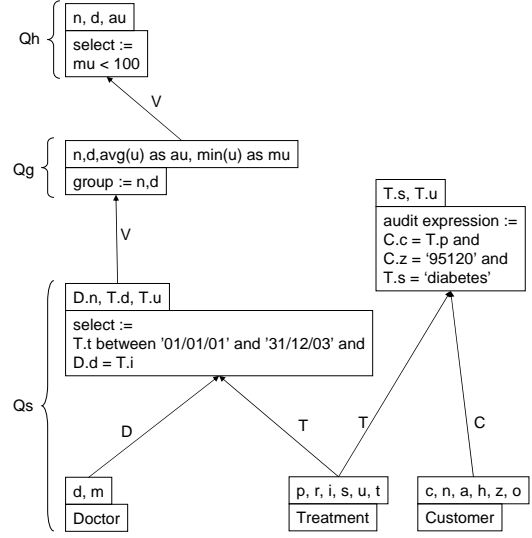 n, d, au
Qh
select :=
mu < 100
V
n,d,avg(u) as au, min(u) as mu
Qg
group := n,d
T.s, T.u
audit expression :=
C.c = T.p and
C.z = '95120' and
T.s = 'diabetes'
V
D.n, T.d, T.u
select :=
T.t between '01/01/01' and '31/12/03' and
D.d = T.i
Qs
D
T
T
C
d, m
p, r, i, s, u, t
c, n, a, h, z, o
Doctor
Treatment
Customer